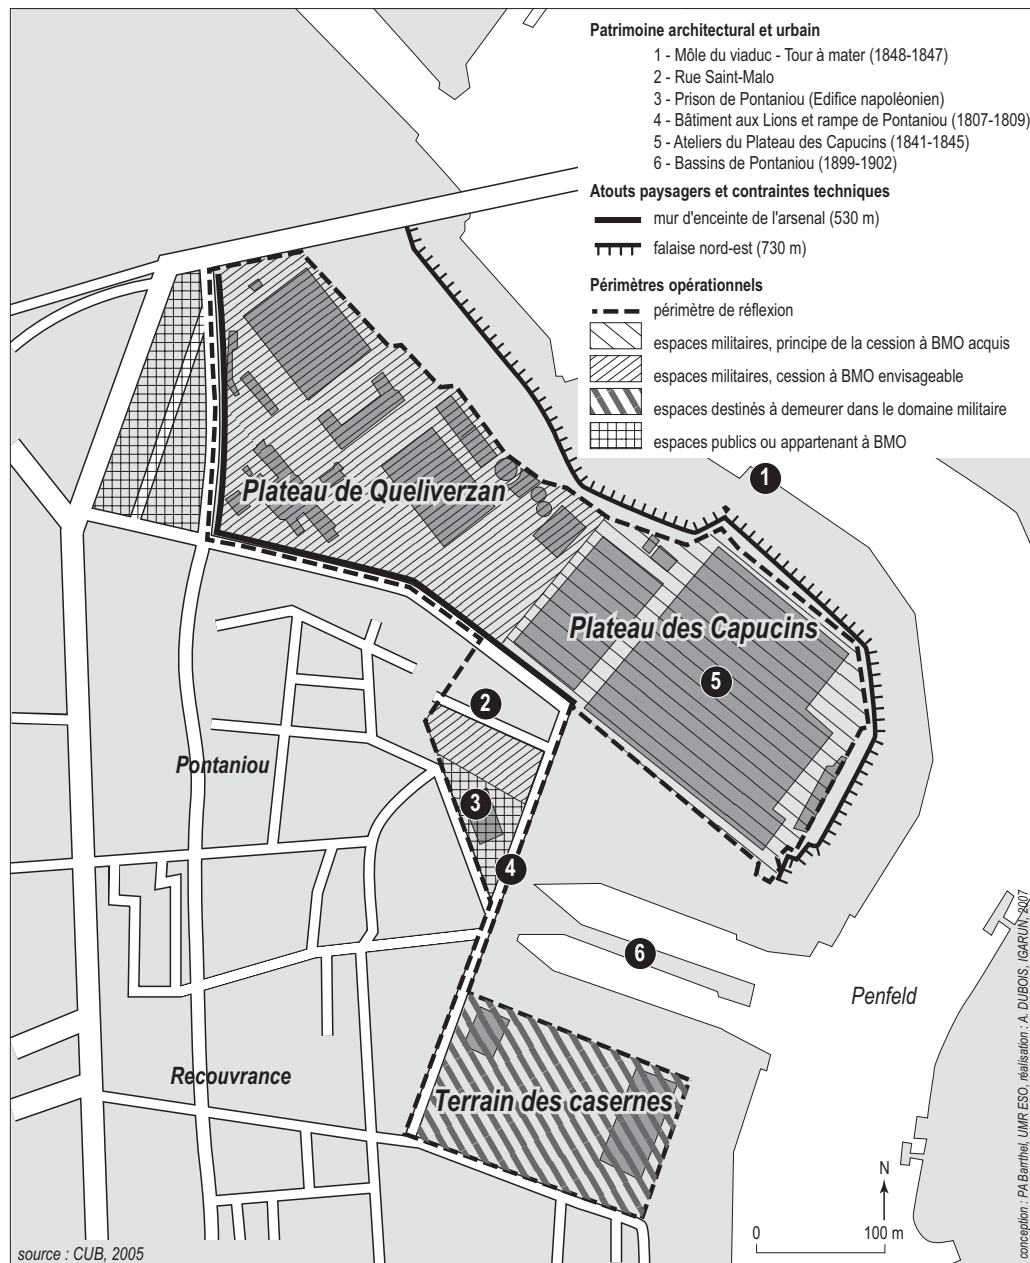 Patrimoine architectural et urbain
1 - Môle du viaduc - Tour à mater (1848-1847)
2 - Rue Saint-Malo
3 - Prison de Pontaniou (Edifice napoléonien)
4 - Bâtiment aux Lions et rampe de Pontaniou (1807-1809)
5 - Ateliers du Plateau des Capucins (1841-1845)
6 - Bassins de Pontaniou (1899-1902)
Atouts paysagers et contraintes techniques
mur d'enceinte de l'arsenal (530 m)
falaise nord-est (730 m)
Périmètres opérationnels
périmètre de réflexion
espaces militaires, principe de la cession à BMO acquis
espaces militaires, cession à BMO envisageable
espaces destinés à demeurer dans le domaine militaire
espaces publics ou appartenant à BMO
1
Plateau de Queliverzan
Plateau des Capucins
5
2
Pontaniou
3
4
6
Penfeld
Recouvrance
Terrain des casernes
N
0 100 m
source : CUB, 2005
conception : PA Barrthel, UMR ESO, réalisation : A. DUBOIS, IGARUN, 2007